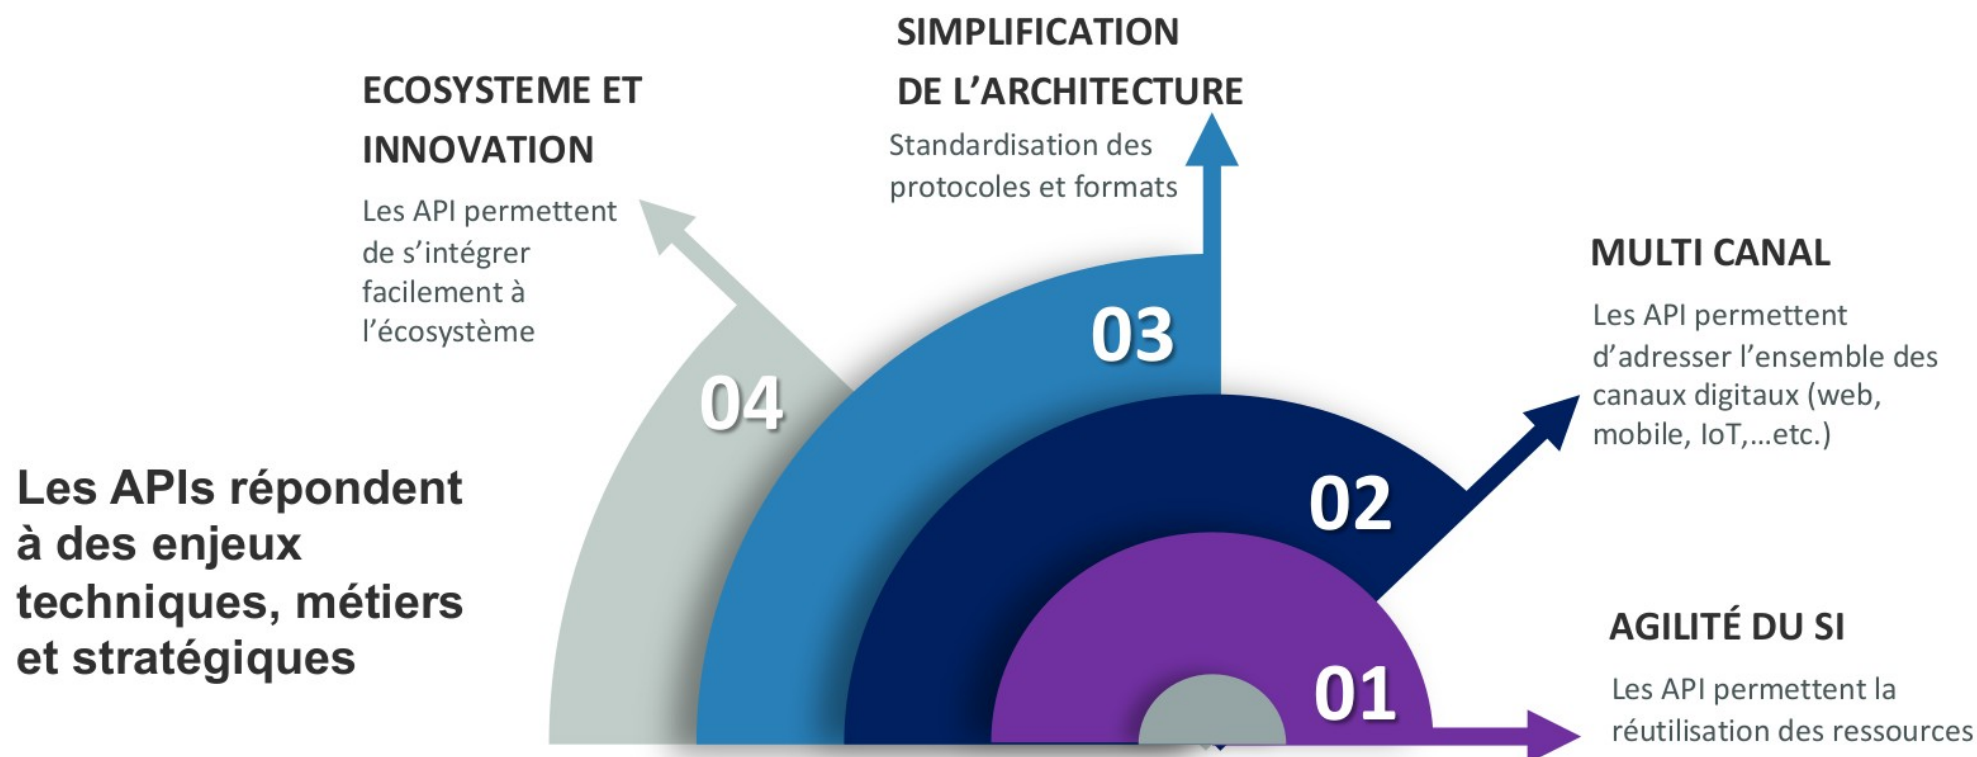 SIMPLIFICATION
DE L’ARCHITECTURE
Standardisation des
protocoles et formats
ECOSYSTEME ET
INNOVATION
Les API permettent
de s’intégrer
facilement à
l’écosystème
MULTI CANAL
Les API permettent
d’adresser l’ensemble des
canaux digitaux (web,
mobile, IoT,...etc.)
03
04
02
01
Les APIs répondent
à des enjeux
techniques, métiers
et stratégiques
AGILITÉ DU SI
Les API permettent la
réutilisation des ressources